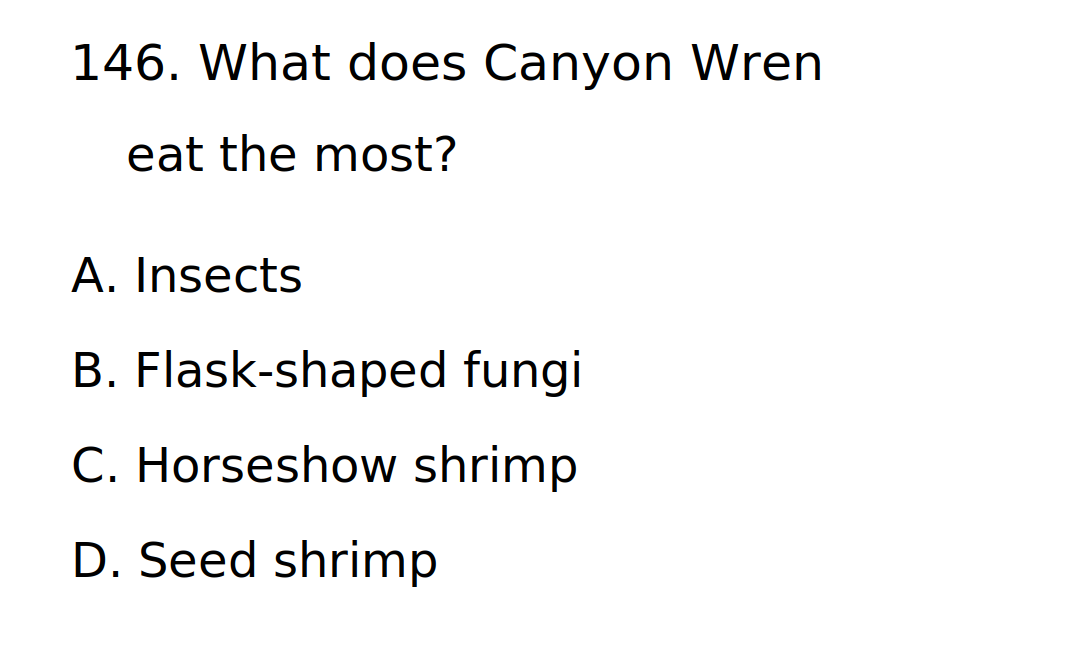 146. What does Canyon Wren
eat the most?
A. Insects
B. Flask-shaped fungi
C. Horseshow shrimp
D. Seed shrimp